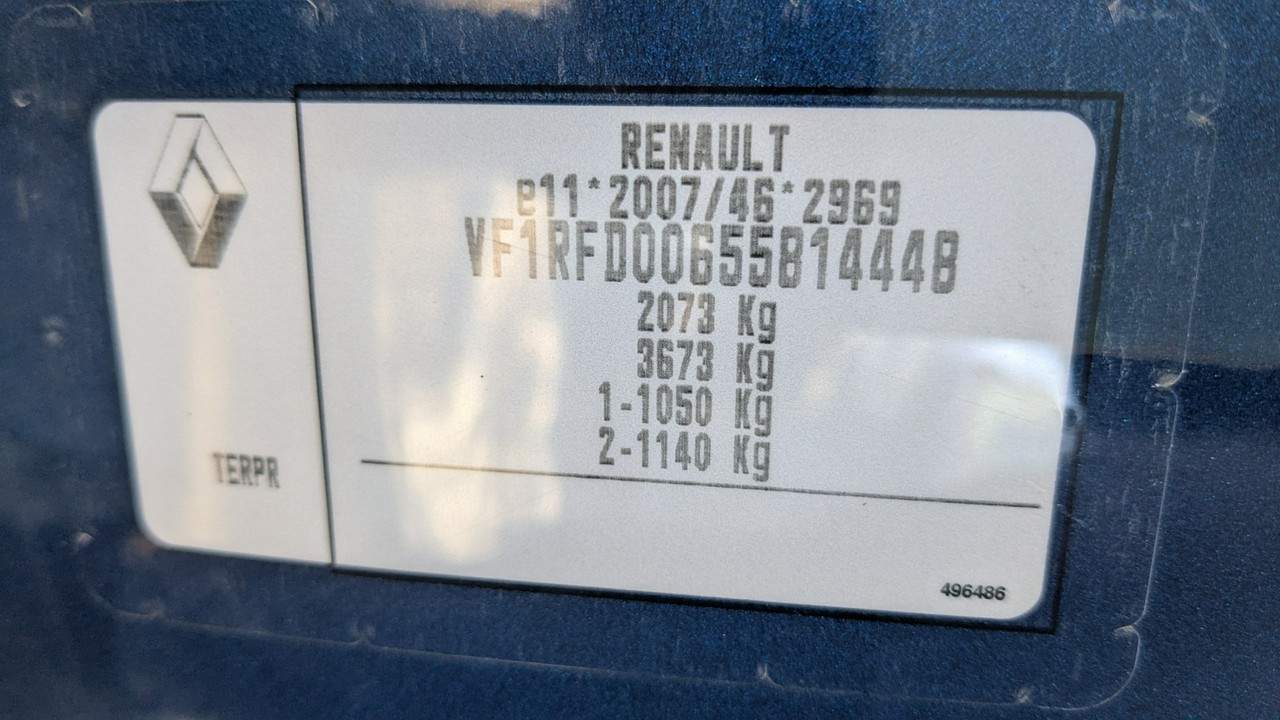 RENAULT
e11*2007/46*2969
VF1RFD00655814448
2073 Kg
3673 Kg
1-1050 Kg
2-1140 Kg
TERPR
496486